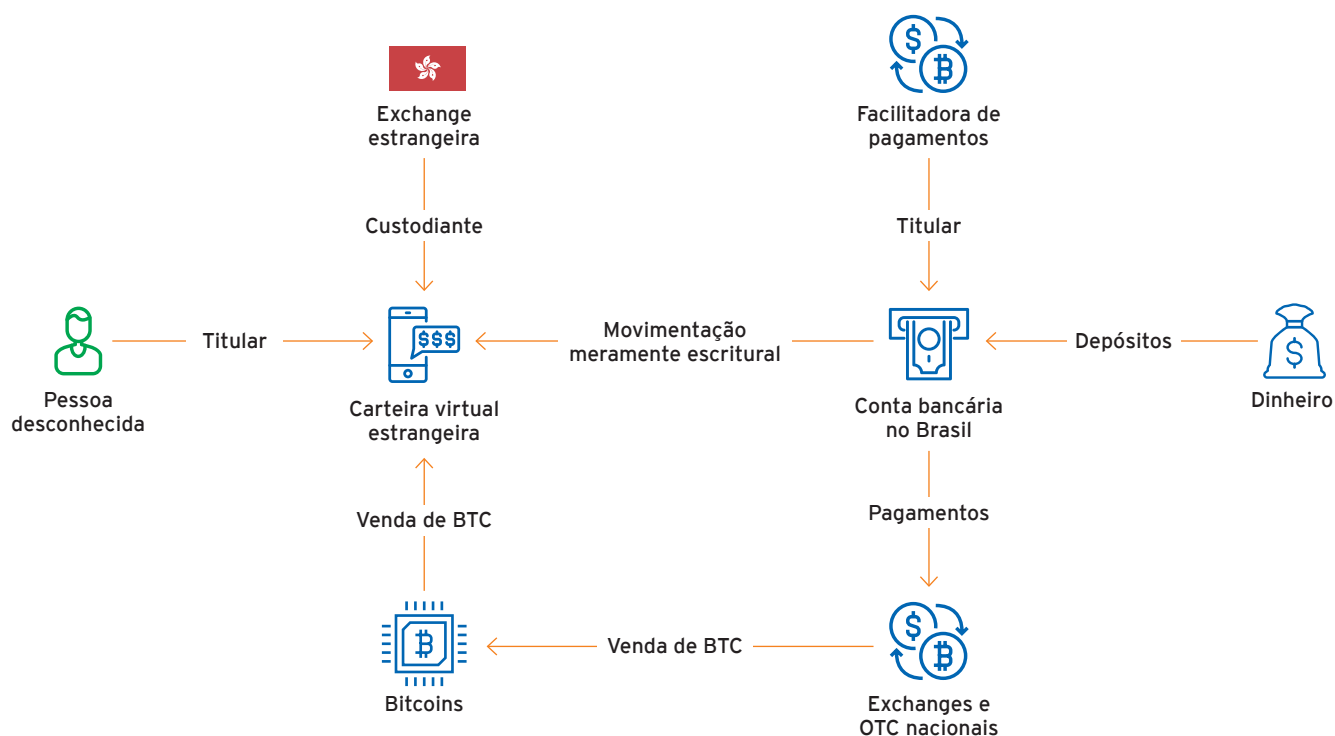 Exchange
estrangeira
Facilitadora de
pagamentos
Custodiante
Titular
$$$
Titular
Movimentação
meramente escritural
Depósitos
Pessoa
desconhecida
Carteira virtual
estrangeira
Conta bancária
no Brasil
Dinheiro
Venda de BTC
Pagamentos
Venda de BTC
Bitcoins
Exchanges e
OTC nacionais